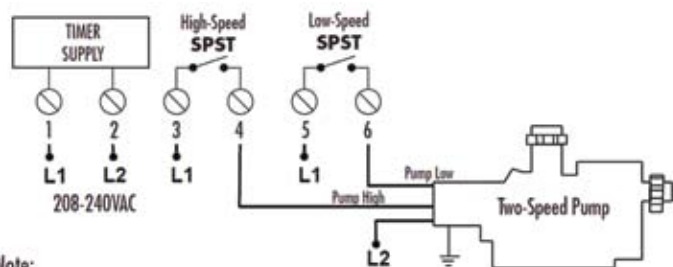 TIMER
SUPPLY
High-Speed
SPST
Low-Speed
SPST
1 2 3 4 5 6
L1 L2 L1 L1
208-240VAC
Pump Low
Pump High
Two-Speed Pump
L2
Note: